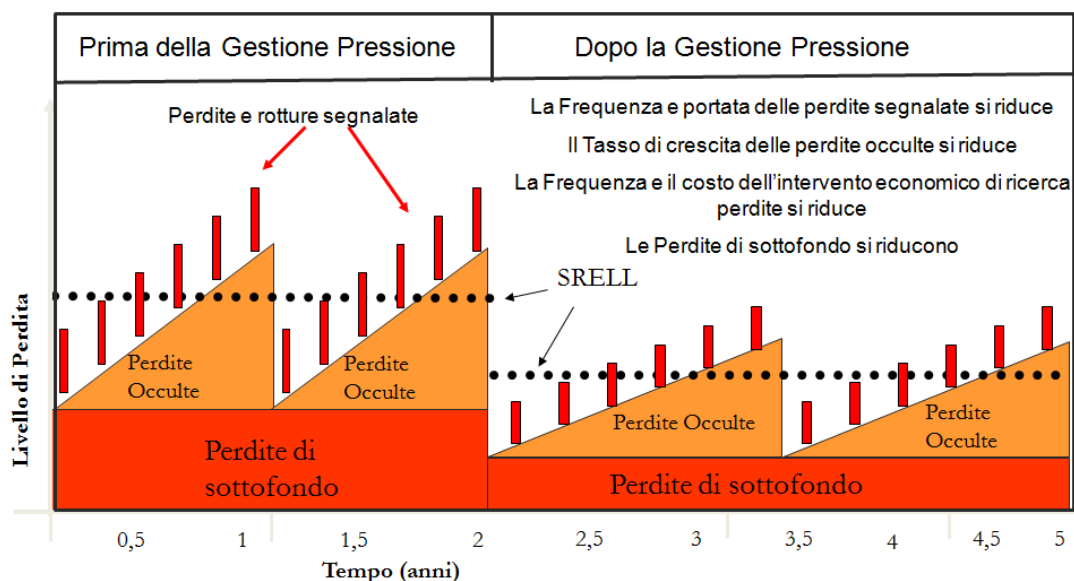 Prima della Gestione Pressione
Dopo la Gestione Pressione
Perdite e rotture segnalate
La Frequenza e portata delle perdite segnalate si riduce
Il Tasso di crescita delle perdite occulte si riduce
La Frequenza e il costo dell'intervento economico di ricerca
perdite si riduce
Le Perdite di sottofondo si riducono
SRELL
Livello di Perdita
Perdite
Occulte
Perdite
Occulte
Perdite Occulte
Perdite
Occulte
Perdite di
sottofondo
Perdite di sottofondo
0,5 1 1,5 2 2,5 3 3,5 4 4,5 5
Tempo (anni)